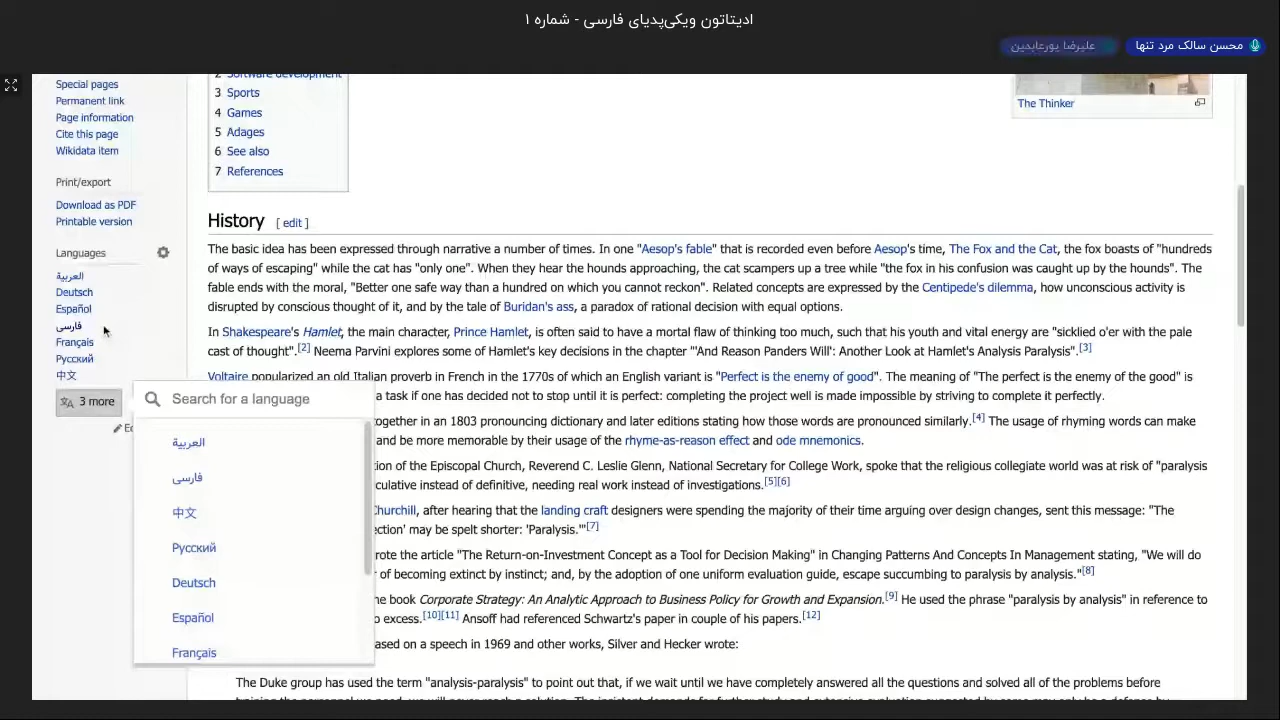 ادیتاتون ویکی‌پدیای فارسی - شماره ۱
محسن سالک مرد تنها
علیرضا پورعابدین
Special pages
Permanent link
Page information
Cite this page
Wikidata item
Print/export
Download as PDF
Printable version
Languages
العربية
Deutsch
Español
فارسی
Français
Русский
中文
3 more
Search for a language
العربية
فارسی
中文
Русский
Deutsch
Español
Français
2 Software development
3 Sports
4 Games
5 Adages
6 See also
7 References
The Thinker
History [ edit ]
The basic idea has been expressed through narrative a number of times. In one "Aesop's fable" that is recorded even before Aesop's time, The Fox and the Cat, the fox boasts of "hundreds
of ways of escaping" while the cat has "only one". When they hear the hounds approaching, the cat scampers up a tree while "the fox in his confusion was caught up by the hounds". The
fable ends with the moral, "Better one safe way than a hundred on which you cannot reckon". Related concepts are expressed by the Centipede's dilemma, how unconscious activity is
disrupted by conscious thought of it, and by the tale of Buridan's ass, a paradox of rational decision with equal options.
In Shakespeare's Hamlet, the main character, Prince Hamlet, is often said to have a mortal flaw of thinking too much, such that his youth and vital energy are "sicklied o'er with the pale
cast of thought".[2] Neema Parvini explores some of Hamlet's key decisions in the chapter "'And Reason Panders Will': Another Look at Hamlet's Analysis Paralysis".[3]
Voltaire popularized an old Italian proverb in French in the 1770s of which an English variant is "Perfect is the enemy of good". The meaning of "The perfect is the enemy of the good" is
a task if one has decided not to stop until it is perfect: completing the project well is made impossible by striving to complete it perfectly.
together in an 1803 pronouncing dictionary and later editions stating how those words are pronounced similarly.[4] The usage of rhyming words can make
and be more memorable by their usage of the rhyme-as-reason effect and ode mnemonics.
tion of the Episcopal Church, Reverend C. Leslie Glenn, National Secretary for College Work, spoke that the religious collegiate world was at risk of "paralysis
culative instead of definitive, needing real work instead of investigations.[5][6]
Churchill, after hearing that the landing craft designers were spending the majority of their time arguing over design changes, sent this message: "The
ection' may be spelt shorter: 'Paralysis.'"[7]
rote the article "The Return-on-Investment Concept as a Tool for Decision Making" in Changing Patterns And Concepts In Management stating, "We will do
r of becoming extinct by instinct; and, by the adoption of one uniform evaluation guide, escape succumbing to paralysis by analysis."[8]
he book Corporate Strategy: An Analytic Approach to Business Policy for Growth and Expansion.[9] He used the phrase "paralysis by analysis" in reference to
o excess.[10][11] Ansoff had referenced Schwartz's paper in couple of his papers.[12]
ased on a speech in 1969 and other works, Silver and Hecker wrote:
The Duke group has used the term "analysis-paralysis" to point out that, if we wait until we have completely answered all the questions and solved all of the problems before